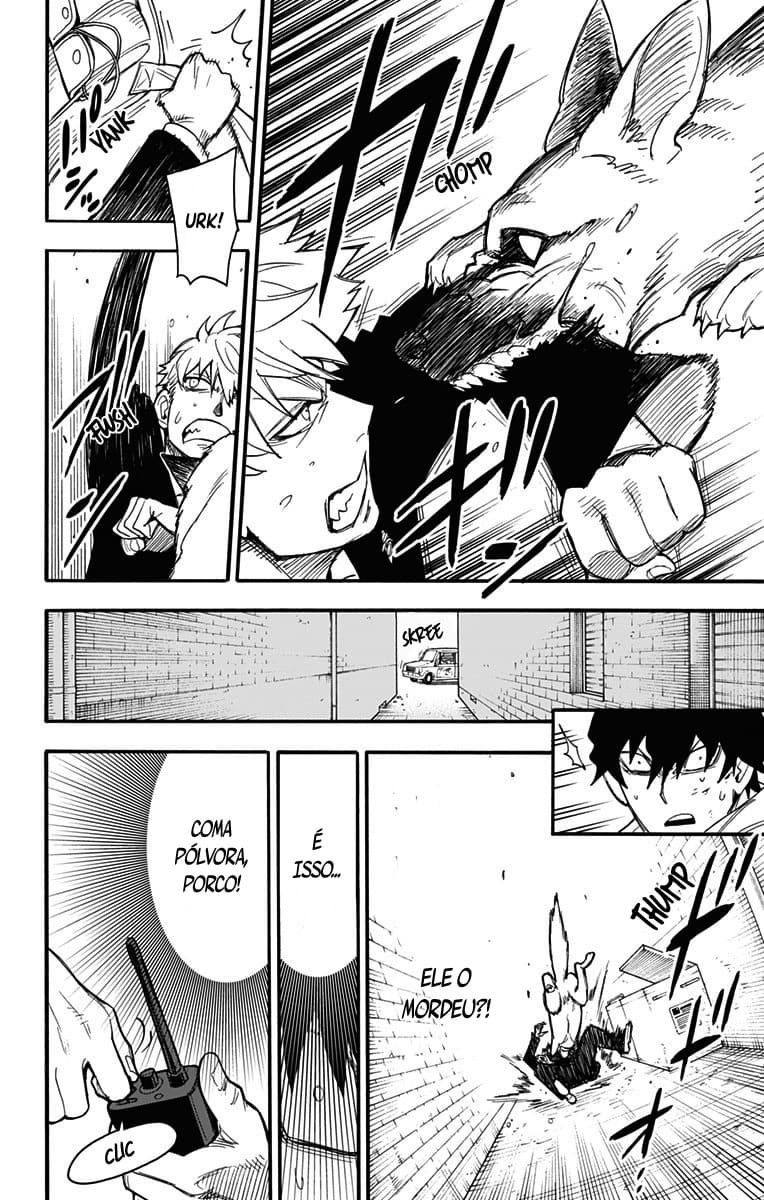 CHOMP
YANK
URK!
FWSH
SKREE
THUMP
ELE O
MORDEU?!
É
ISSO...
COMA
PÓLVORA,
PORCO!
CLIC